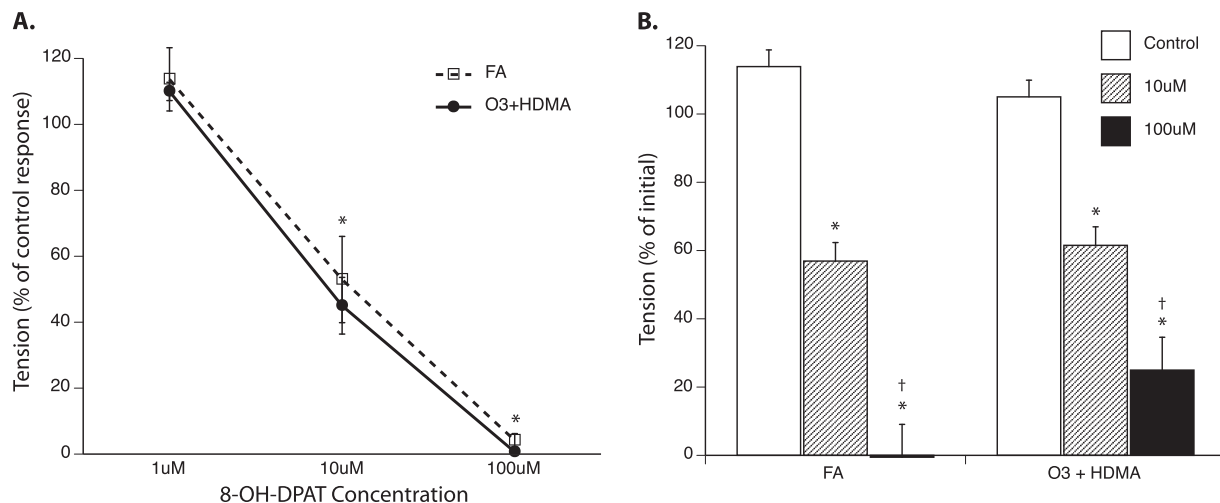 A.
Tension (% of control response)
120
100
80
60
40
20
0
FA
O3+HDMA
*
*
1uM 10uM 100uM
8-OH-DPAT Concentration
B.
Tension (% of initial)
120
100
80
60
40
20
0
Control
10uM
100uM
*
†
*
*
†
*
FA O3 + HDMA